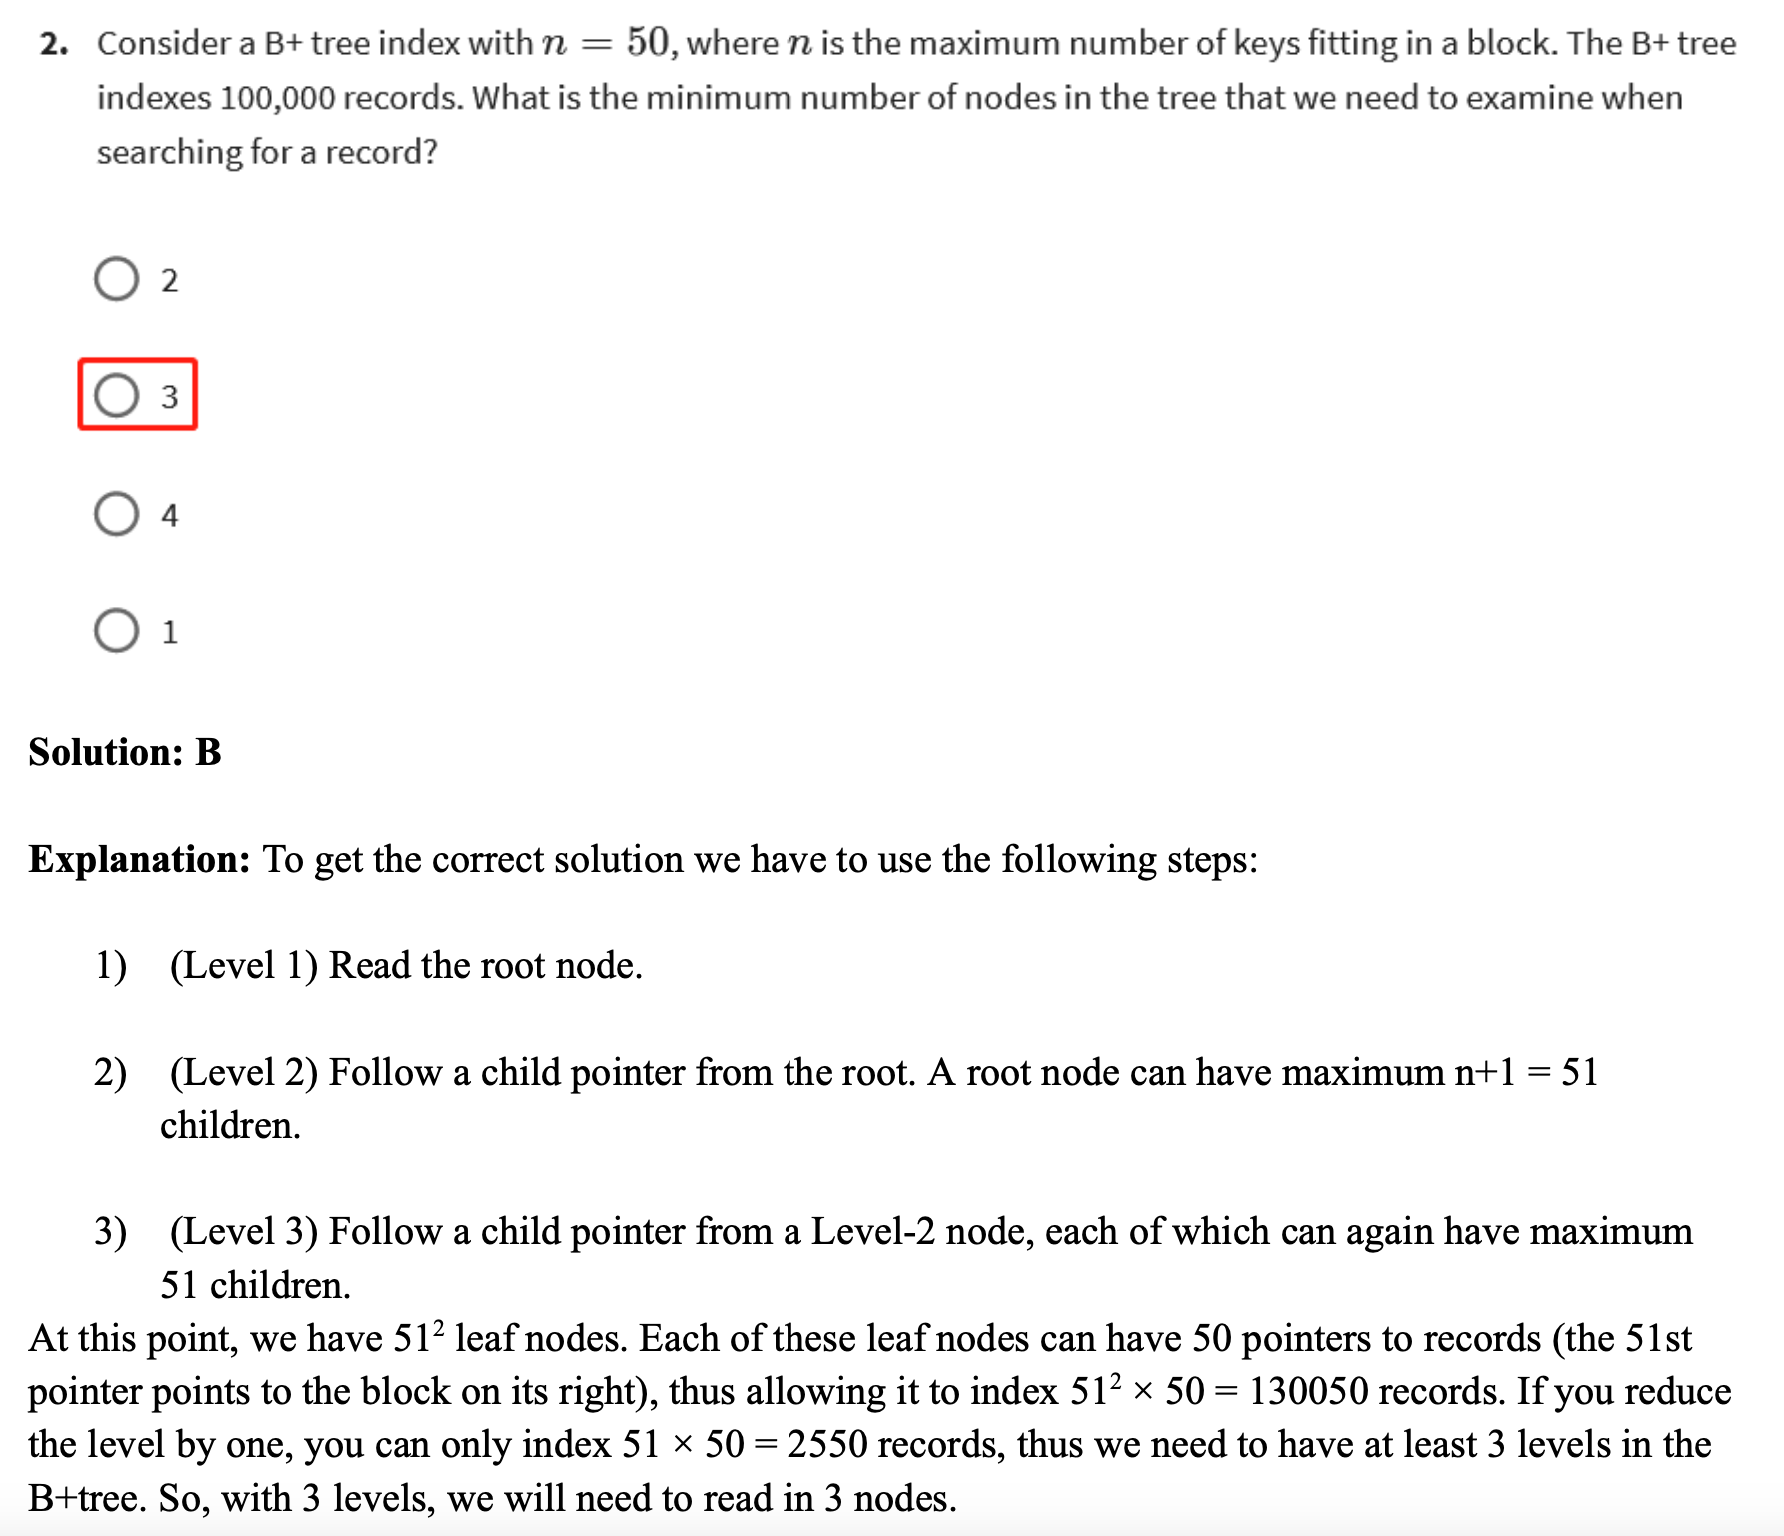 2. Consider a B+ tree index with n = 50, where n is the maximum number of keys fitting in a block. The B+ tree
indexes 100,000 records. What is the minimum number of nodes in the tree that we need to examine when
searching for a record?
2
3
4
1
Solution: B
Explanation: To get the correct solution we have to use the following steps:
1) (Level 1) Read the root node.
2) (Level 2) Follow a child pointer from the root. A root node can have maximum n+1 = 51
children.
3) (Level 3) Follow a child pointer from a Level-2 node, each of which can again have maximum
51 children.
At this point, we have 51² leaf nodes. Each of these leaf nodes can have 50 pointers to records (the 51st
pointer points to the block on its right), thus allowing it to index 51² × 50 = 130050 records. If you reduce
the level by one, you can only index 51 × 50 = 2550 records, thus we need to have at least 3 levels in the
B+tree. So, with 3 levels, we will need to read in 3 nodes.